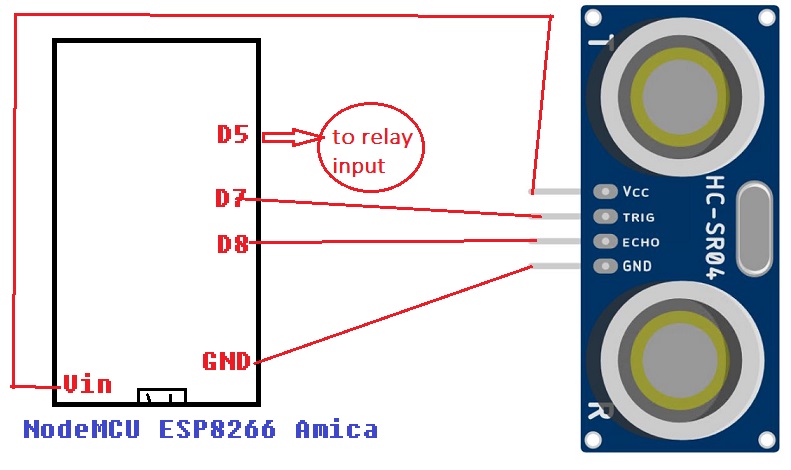 D5
to relay
input
D7
D8
GND
Vin
NodeMCU ESP8266 Amica
T
Vcc
TRIG
ECHO
GND
HC-SR04
R